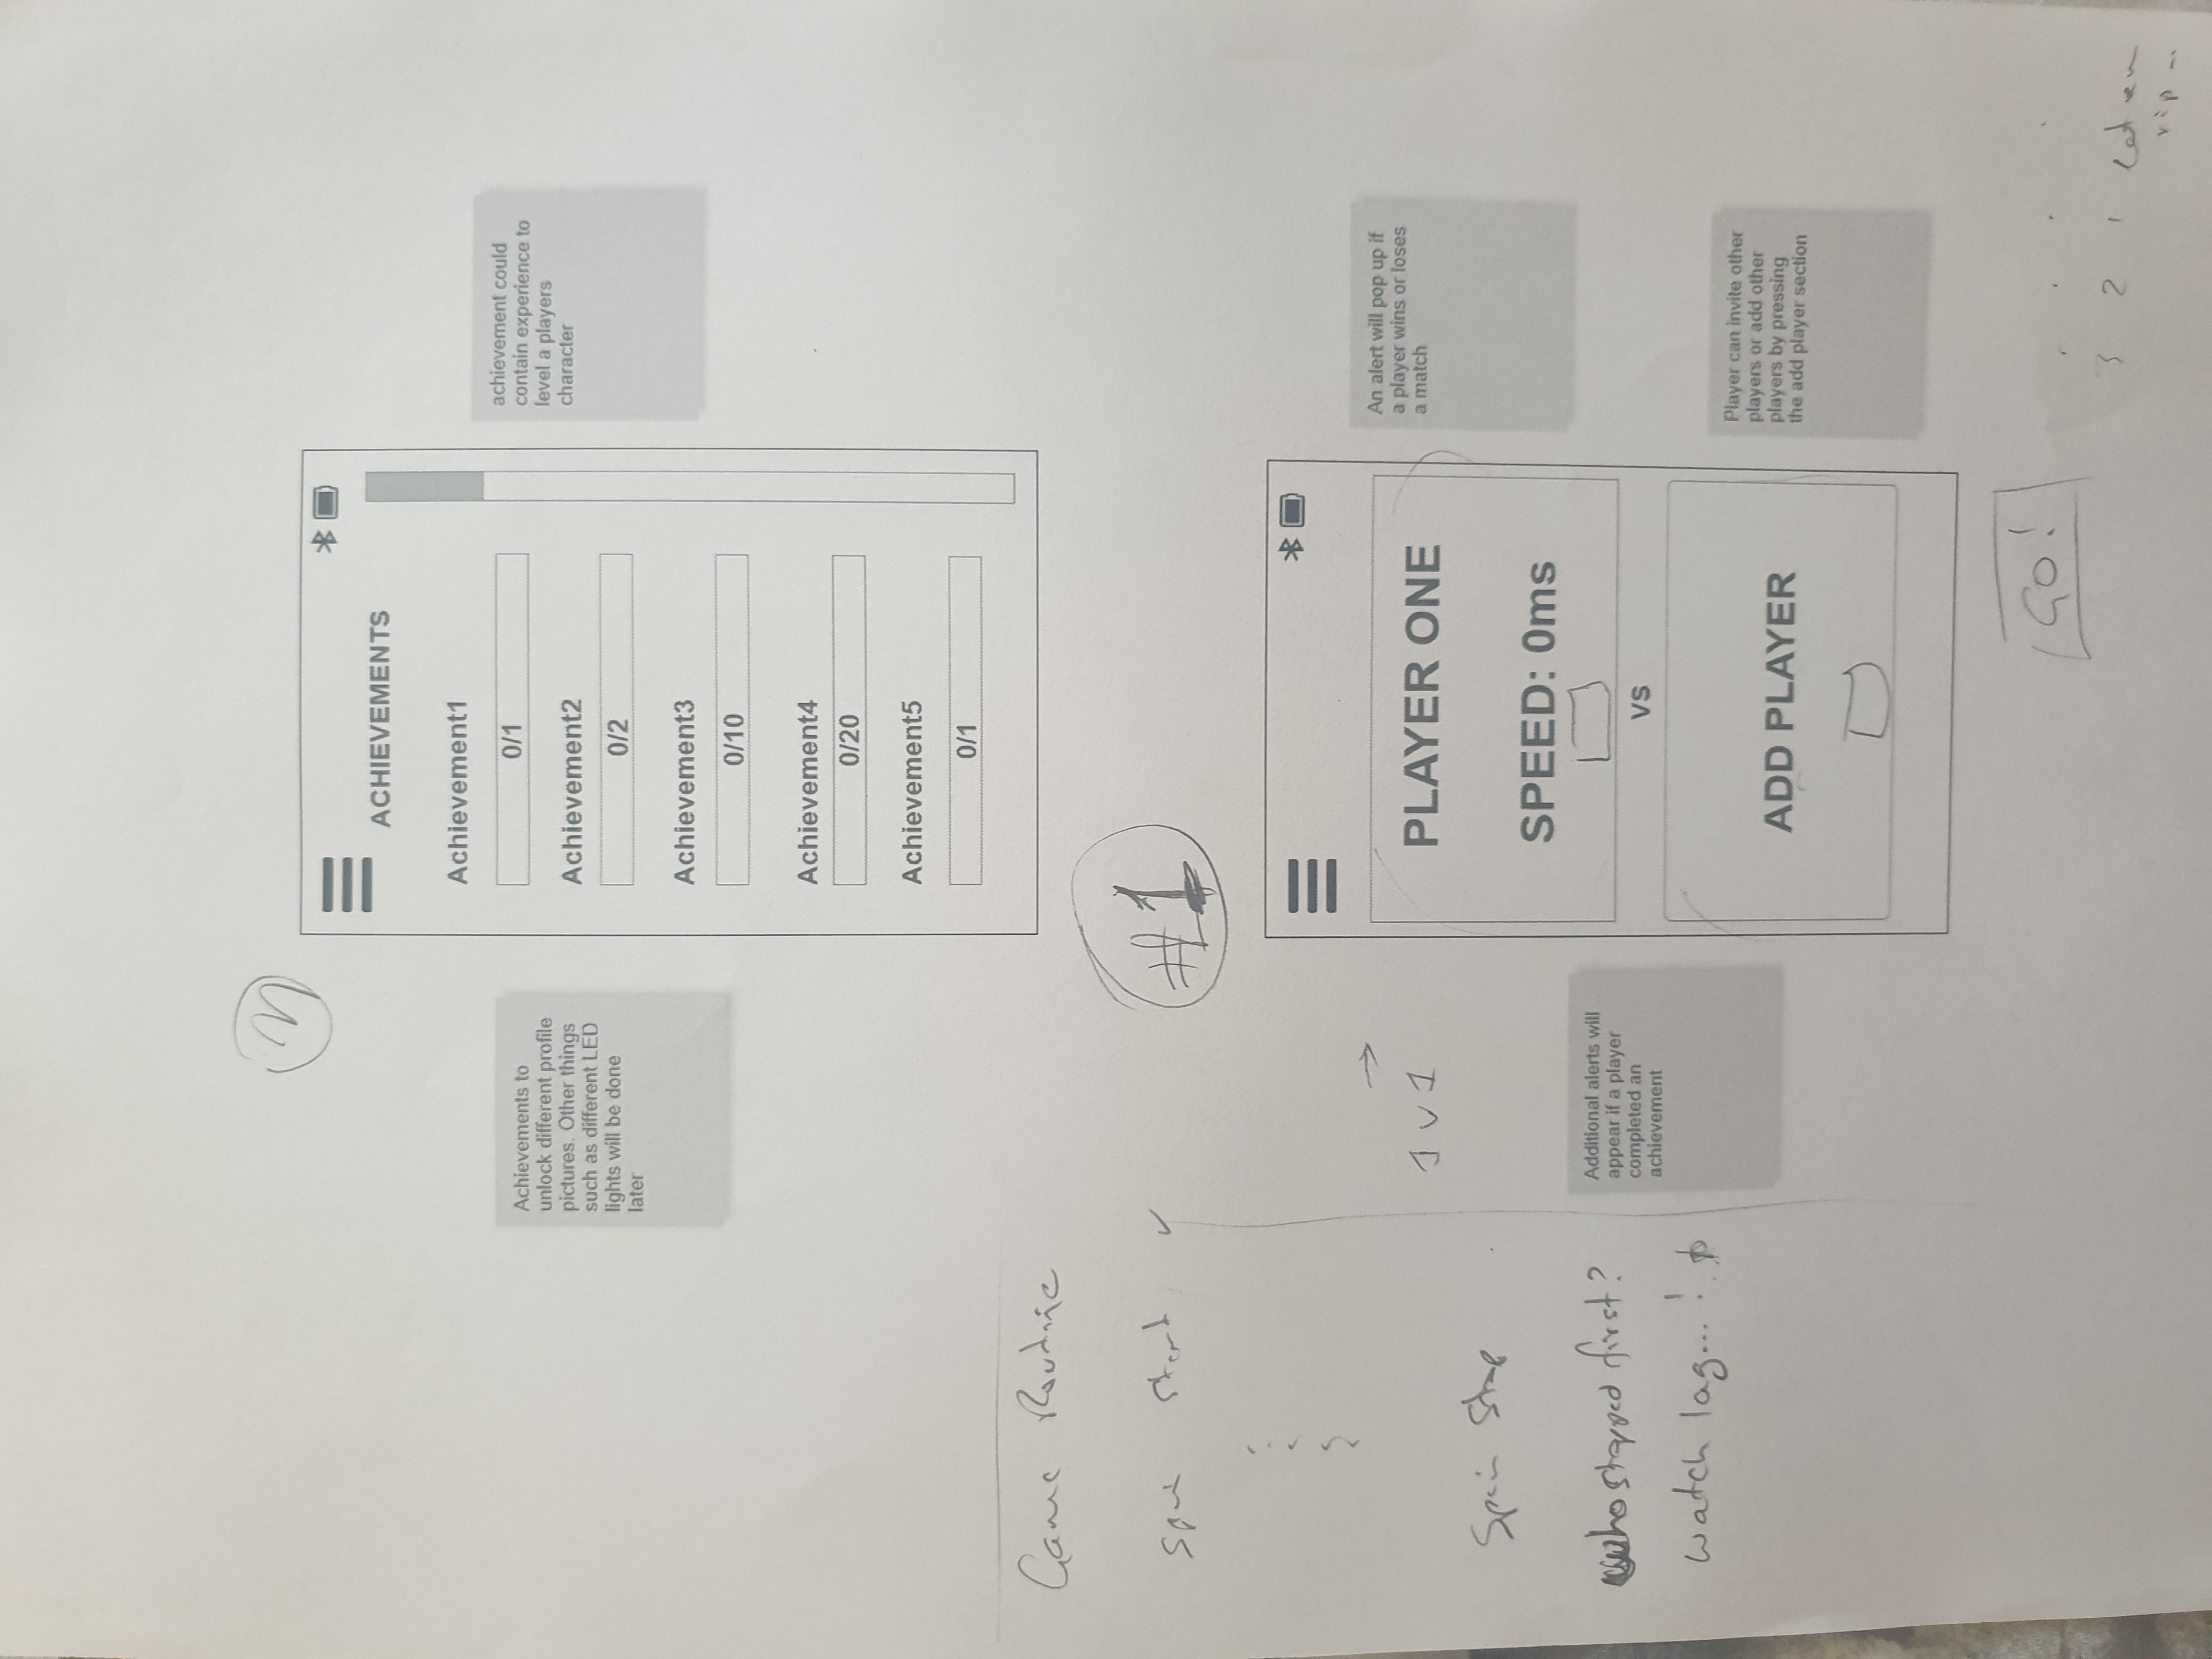 ACHIEVEMENTS
Achievement1
0/1
Achievement2
0/2
Achievement3
0/10
Achievement4
0/20
Achievement5
0/1
Achievements to
unlock different profile
pictures. Other things
such as different LED
lights will be done
later
achievement could
contain experience to
level a players
character
#1
PLAYER ONE
SPEED: 0ms
vs
ADD PLAYER
An alert will pop up if
a player wins or loses
a match
Player can invite other
players or add other
players by pressing
the add player section
1 v 1
Additional alerts will
appear if a player
completed an
achievement
Game Routine
Spin Start
Spin Stop
who stopped first?
watch lag...!
GO!
3 2 1 Let em
rip